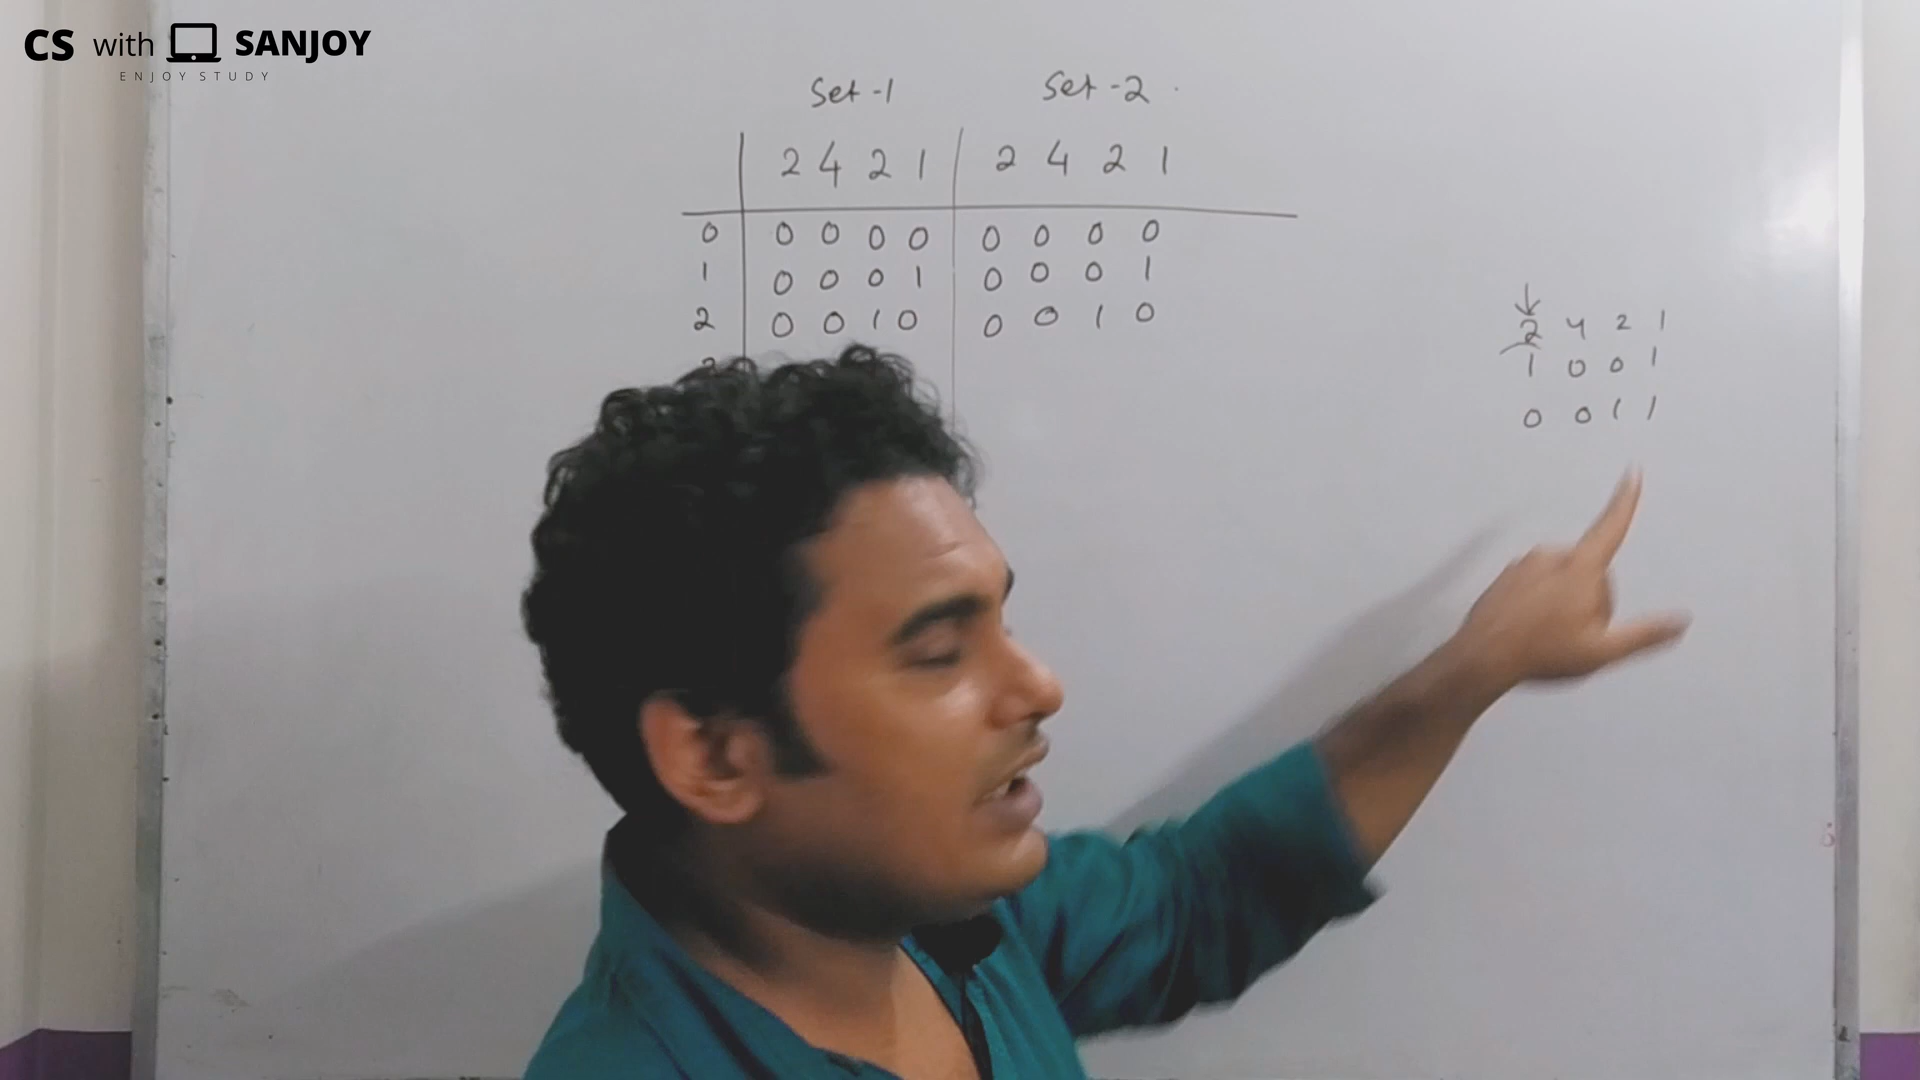 CS with SANJOY
ENJOY STUDY
Set-1 Set-2
2 4 2 1 2 4 2 1
0 0 0 0 0 0 0 0 0
1 0 0 0 1 0 0 0 1
2 0 0 1 0 0 0 1 0
2 4 2 1
1 0 0 1
0 0 1 1